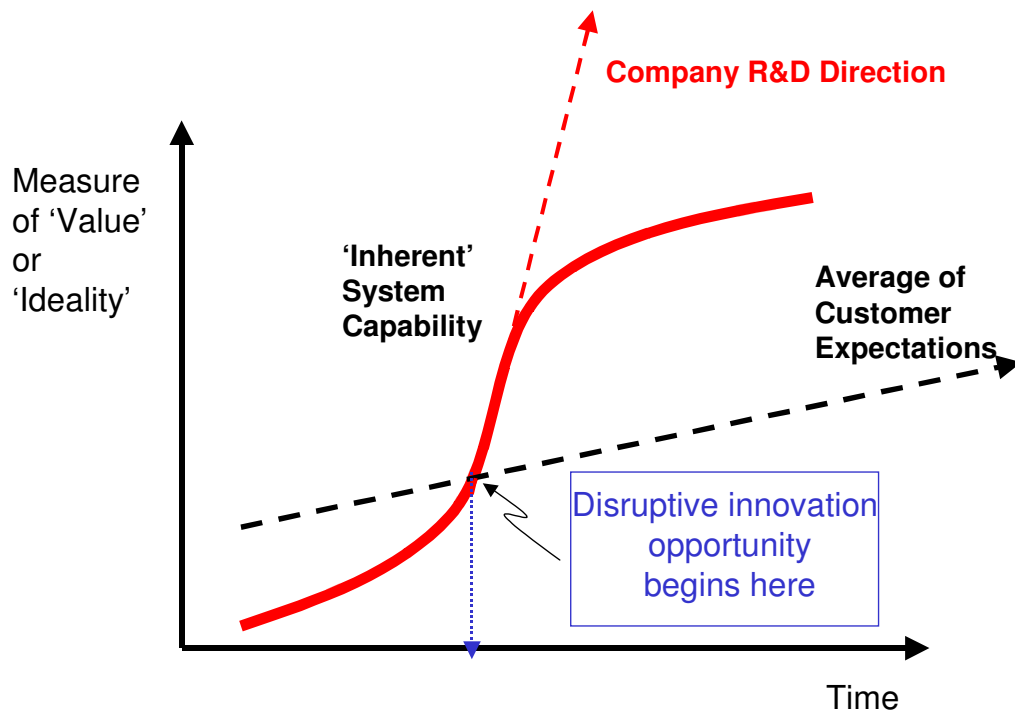 Company R&D Direction
Measure
of ‘Value’
or
‘Ideality’
‘Inherent’
System
Capability
Average of
Customer
Expectations
Disruptive innovation
opportunity
begins here
Time